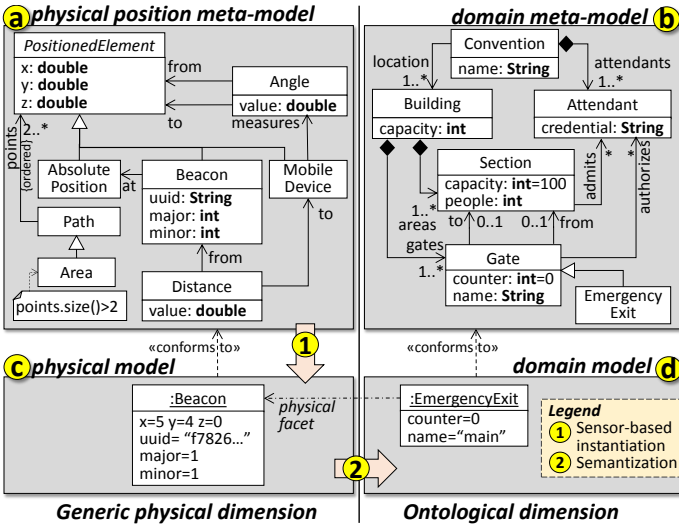 a physical position meta-model
PositionedElement
x: double
y: double
z: double
from
to
Angle
value: double
measures
points
{ordered}
2..*
Absolute
Position
at
Beacon
uuid: String
major: int
minor: int
Mobile
Device
to
Path
Area
points.size()>2
from
Distance
value: double
domain meta-model b
Convention
name: String
location
1..*
attendants
1..*
Building
capacity: int
Attendant
credential: String
Section
capacity: int=100
people: int
admits
*
authorizes
*
1..*
areas
to
0..1
0..1
from
gates
1..*
Gate
counter: int=0
name: String
Emergency
Exit
«conforms to»
1
«conforms to»
c physical model
:Beacon
x=5 y=4 z=0
uuid= “f7826...”
major=1
minor=1
physical
facet
2
Generic physical dimension
domain model d
:EmergencyExit
counter=0
name=“main”
Legend
1 Sensor-based
instantiation
2 Semantization
Ontological dimension